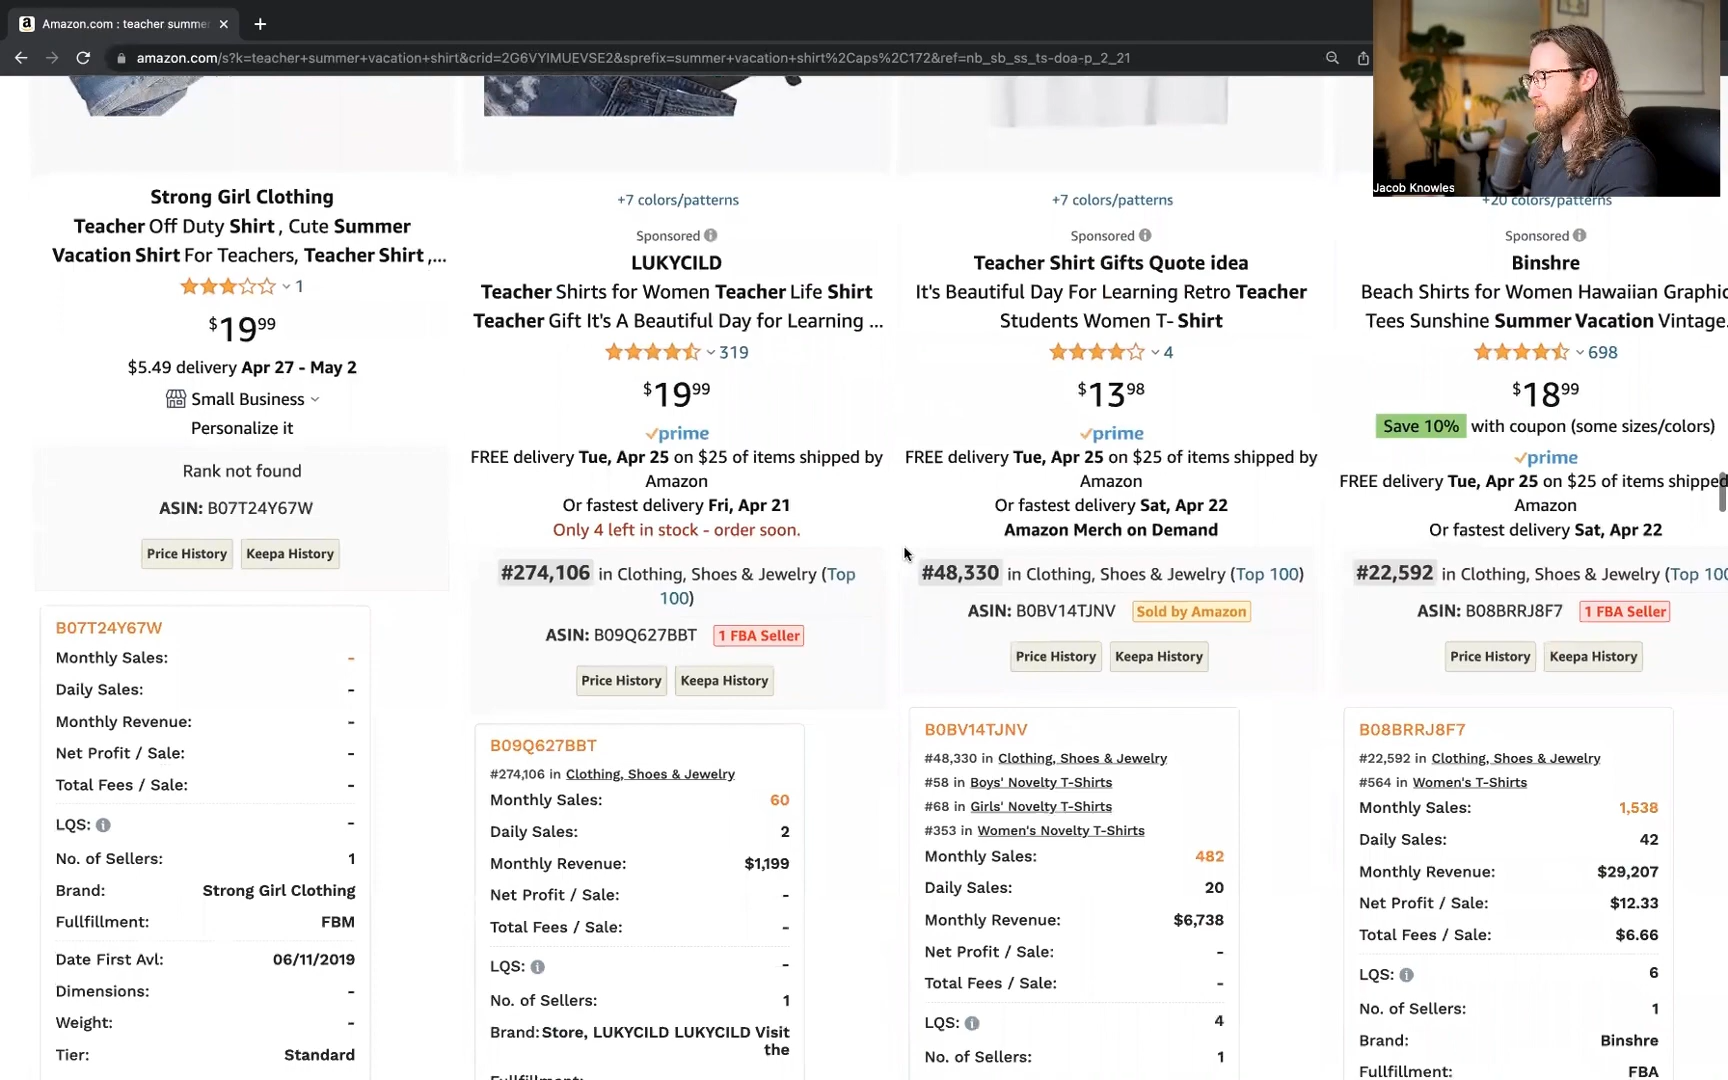 Amazon.com : teacher summe
amazon.com/s?k=teacher+summer+vacation+shirt&crid=2G6VYIMUEVSE2&sprefix=summer+vacation+shirt%2Caps%2C172&ref=nb_sb_ss_ts-doa-p_2_21
Jacob Knowles
Strong Girl Clothing
Teacher Off Duty Shirt , Cute Summer
Vacation Shirt For Teachers, Teacher Shirt ,...
1
$19.99
$5.49 delivery Apr 27 - May 2
Small Business
Personalize it
Rank not found
ASIN: B07T24Y67W
Price History Keepa History
B07T24Y67W
Monthly Sales: -
Daily Sales: -
Monthly Revenue: -
Net Profit / Sale: -
Total Fees / Sale: -
LQS: -
No. of Sellers: 1
Brand: Strong Girl Clothing
Fullfillment: FBM
Date First Avl: 06/11/2019
Dimensions: -
Weight: -
Tier: Standard
+7 colors/patterns
Sponsored
LUKYCILD
Teacher Shirts for Women Teacher Life Shirt
Teacher Gift It's A Beautiful Day for Learning ...
319
$19.99
prime
FREE delivery Tue, Apr 25 on $25 of items shipped by
Amazon
Or fastest delivery Fri, Apr 21
Only 4 left in stock - order soon.
#274,106 in Clothing, Shoes & Jewelry (Top
100)
ASIN: B09Q627BBT 1 FBA Seller
Price History Keepa History
B09Q627BBT
#274,106 in Clothing, Shoes & Jewelry
Monthly Sales: 60
Daily Sales: 2
Monthly Revenue: $1,199
Net Profit / Sale: -
Total Fees / Sale: -
LQS: -
No. of Sellers: 1
Brand: Store, LUKYCILD LUKYCILD Visit
the
Fullfillment:
+7 colors/patterns
Sponsored
Teacher Shirt Gifts Quote idea
It's Beautiful Day For Learning Retro Teacher
Students Women T- Shirt
4
$13.98
prime
FREE delivery Tue, Apr 25 on $25 of items shipped by
Amazon
Or fastest delivery Sat, Apr 22
Amazon Merch on Demand
#48,330 in Clothing, Shoes & Jewelry (Top 100)
ASIN: B0BV14TJNV Sold by Amazon
Price History Keepa History
B0BV14TJNV
#48,330 in Clothing, Shoes & Jewelry
#58 in Boys' Novelty T-Shirts
#68 in Girls' Novelty T-Shirts
#353 in Women's Novelty T-Shirts
Monthly Sales: 482
Daily Sales: 20
Monthly Revenue: $6,738
Net Profit / Sale: -
Total Fees / Sale: -
LQS: 4
No. of Sellers: 1
+20 colors/patterns
Sponsored
Binshre
Beach Shirts for Women Hawaiian Graphic
Tees Sunshine Summer Vacation Vintage.
698
$18.99
Save 10% with coupon (some sizes/colors)
prime
FREE delivery Tue, Apr 25 on $25 of items shipped
Amazon
Or fastest delivery Sat, Apr 22
#22,592 in Clothing, Shoes & Jewelry (Top 100
ASIN: B08BRRJ8F7 1 FBA Seller
Price History Keepa History
B08BRRJ8F7
#22,592 in Clothing, Shoes & Jewelry
#564 in Women's T-Shirts
Monthly Sales: 1,538
Daily Sales: 42
Monthly Revenue: $29,207
Net Profit / Sale: $12.33
Total Fees / Sale: $6.66
LQS: 6
No. of Sellers: 1
Brand: Binshre
Fullfillment: FBA